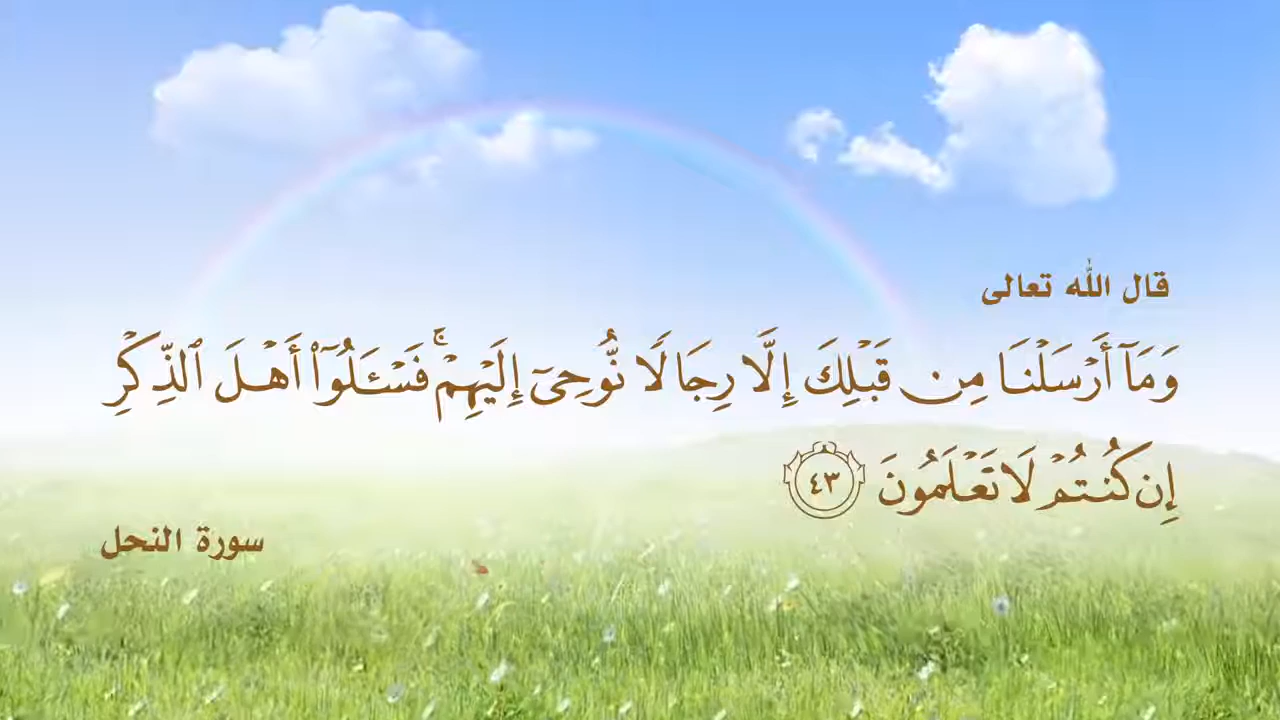 قال الله تعالى
وَمَآ أَرْسَلْنَا مِن قَبْلِكَ إِلَّا رِجَالًا نُّوحِىٓ إِلَيْهِمْ ۚ فَسْـَٔلُوٓا۟ أَهْلَ ٱلذِّكْرِ
إِن كُنتُمْ لَا تَعْلَمُونَ ٤٣
سورة النحل